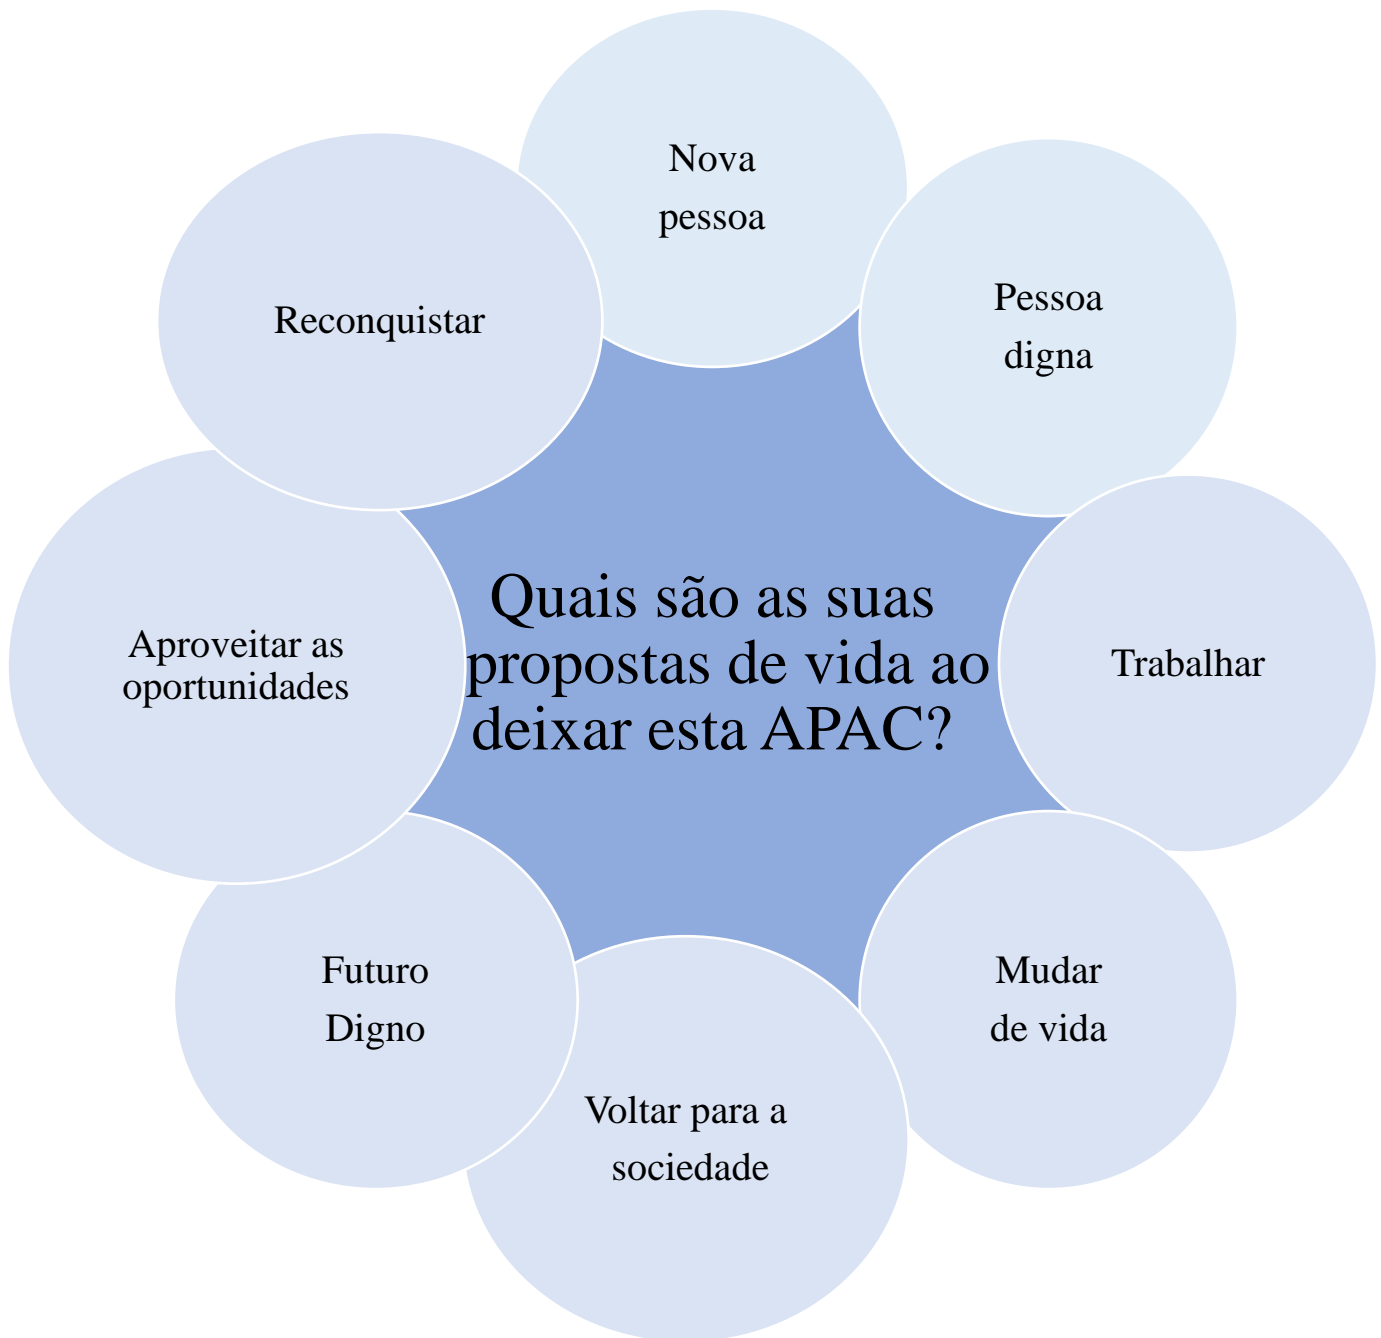 Nova
pessoa
Pessoa
digna
Trabalhar
Mudar
de vida
Voltar para a
sociedade
Futuro
Digno
Aproveitar as
oportunidades
Reconquistar
Quais são as suas
propostas de vida ao
deixar esta APAC?